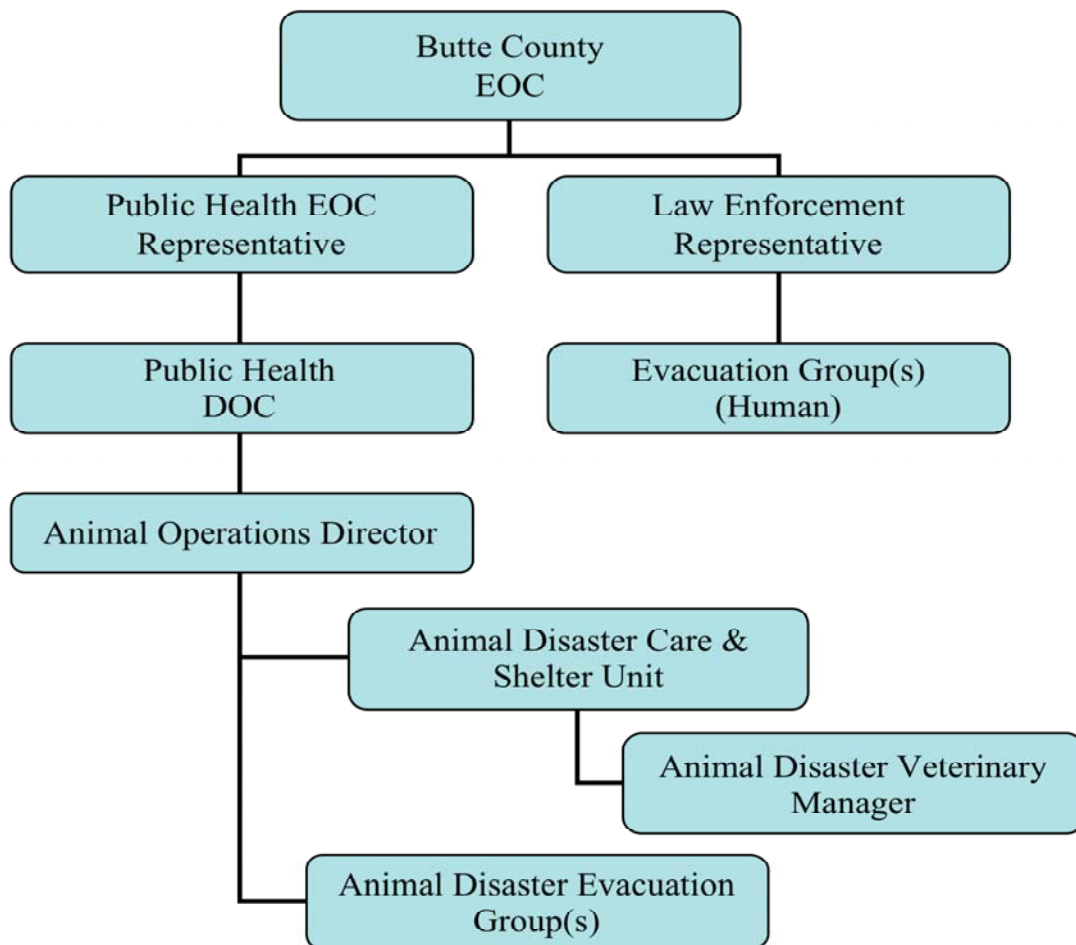 Butte County
EOC
Public Health EOC
Representative
Law Enforcement
Representative
Public Health
DOC
Evacuation Group(s)
(Human)
Animal Operations Director
Animal Disaster Care &
Shelter Unit
Animal Disaster Veterinary
Manager
Animal Disaster Evacuation
Group(s)